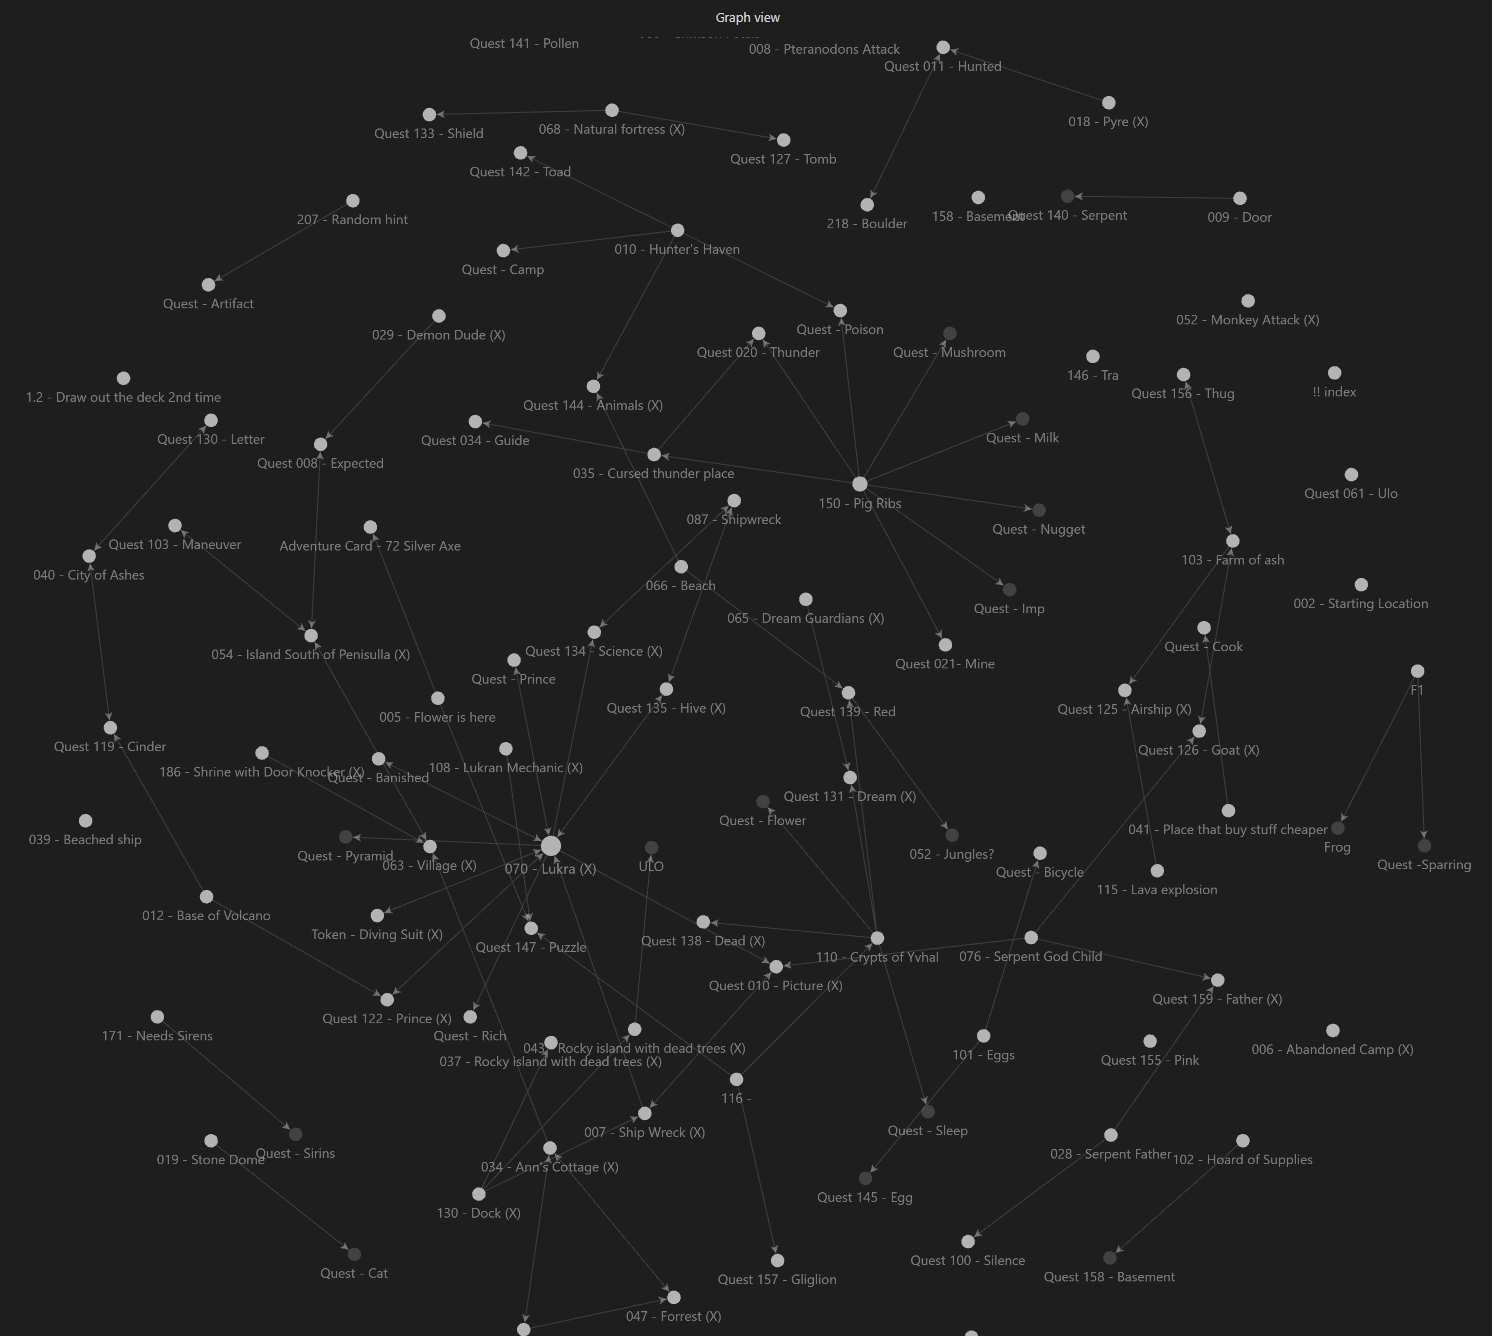 Graph view
Quest 141 - Pollen
008 - Pteranodons Attack
Quest 011 - Hunted
018 - Pyre (X)
Quest 133 - Shield
068 - Natural fortress (X)
Quest 127 - Tomb
Quest 142 - Toad
207 - Random hint
218 - Boulder
158 - Basement
Quest 140 - Serpent
009 - Door
010 - Hunter's Haven
Quest - Camp
Quest - Artifact
029 - Demon Dude (X)
Quest - Poison
052 - Monkey Attack (X)
Quest 020 - Thunder
Quest - Mushroom
146 - Tra
Quest 156 - Thug
!! index
1.2 - Draw out the deck 2nd time
Quest 144 - Animals (X)
Quest 130 - Letter
Quest 034 - Guide
Quest - Milk
Quest 008 - Expected
035 - Cursed thunder place
150 - Pig Ribs
Quest 061 - Ulo
087 - Shipwreck
Quest - Nugget
Quest 103 - Maneuver
Adventure Card - 72 Silver Axe
103 - Farm of ash
040 - City of Ashes
066 - Beach
Quest - Imp
002 - Starting Location
065 - Dream Guardians (X)
054 - Island South of Penisulla (X)
Quest 134 - Science (X)
Quest - Cook
Quest 021- Mine
Quest - Prince
F1
005 - Flower is here
Quest 135 - Hive (X)
Quest 139 - Red
Quest 125 - Airship (X)
Quest 119 - Cinder
Quest 126 - Goat (X)
186 - Shrine with Door Knocker (X)
Quest - Banished
108 - Lukran Mechanic (X)
Quest 131 - Dream (X)
Quest - Flower
039 - Beached ship
Quest - Pyramid
063 - Village (X)
070 - Lukra (X)
ULO
052 - Jungles?
041 - Place that buy stuff cheaper
Frog
Quest -Sparring
Quest - Bicycle
115 - Lava explosion
012 - Base of Volcano
Token - Diving Suit (X)
Quest 147 - Puzzle
Quest 138 - Dead (X)
110 - Crypts of Yvhal
076 - Serpent God Child
Quest 010 - Picture (X)
Quest 159 - Father (X)
171 - Needs Sirens
Quest 122 - Prince (X)
Quest - Rich
043 - Rocky island with dead trees (X)
037 - Rocky island with dead trees (X)
101 - Eggs
Quest 155 - Pink
006 - Abandoned Camp (X)
116 -
007 - Ship Wreck (X)
Quest - Sleep
019 - Stone Dome
Quest - Sirins
034 - Ann's Cottage (X)
028 - Serpent Father
102 - Hoard of Supplies
Quest 145 - Egg
130 - Dock (X)
Quest - Cat
Quest 157 - Gliglion
Quest 100 - Silence
Quest 158 - Basement
047 - Forrest (X)